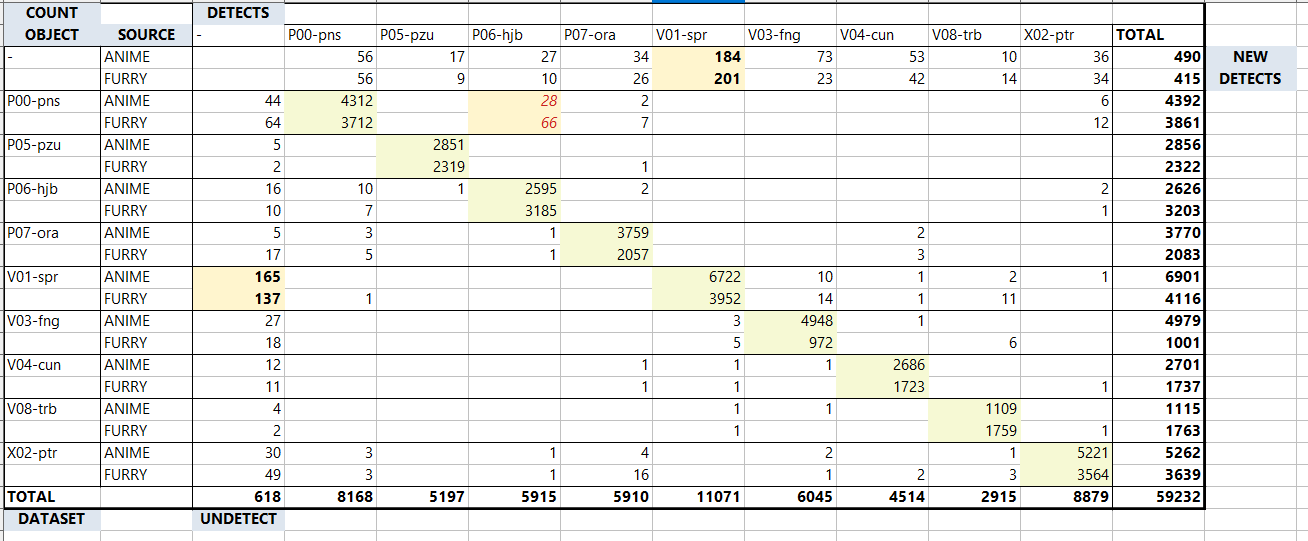 COUNT DETECTS
OBJECT SOURCE - P00-pns P05-pzu P06-hjb P07-ora V01-spr V03-fng V04-cun V08-trb X02-ptr TOTAL
- ANIME 56 17 27 34 184 73 53 10 36 490 NEW
FURRY 56 9 10 26 201 23 42 14 34 415 DETECTS
P00-pns ANIME 44 4312 28 2 6 4392
FURRY 64 3712 66 7 12 3861
P05-pzu ANIME 5 2851 2856
FURRY 2 2319 1 2322
P06-hjb ANIME 16 10 1 2595 2 2 2626
FURRY 10 7 3185 1 3203
P07-ora ANIME 5 3 1 3759 2 3770
FURRY 17 5 1 2057 3 2083
V01-spr ANIME 165 6722 10 1 2 1 6901
FURRY 137 1 3952 14 1 11 4116
V03-fng ANIME 27 3 4948 1 4979
FURRY 18 5 972 6 1001
V04-cun ANIME 12 1 1 1 2686 2701
FURRY 11 1 1 1723 1 1737
V08-trb ANIME 4 1 1 1109 1115
FURRY 2 1 1759 1 1763
X02-ptr ANIME 30 3 1 4 2 1 5221 5262
FURRY 49 3 1 16 1 2 3 3564 3639
TOTAL 618 8168 5197 5915 5910 11071 6045 4514 2915 8879 59232
DATASET UNDETECT